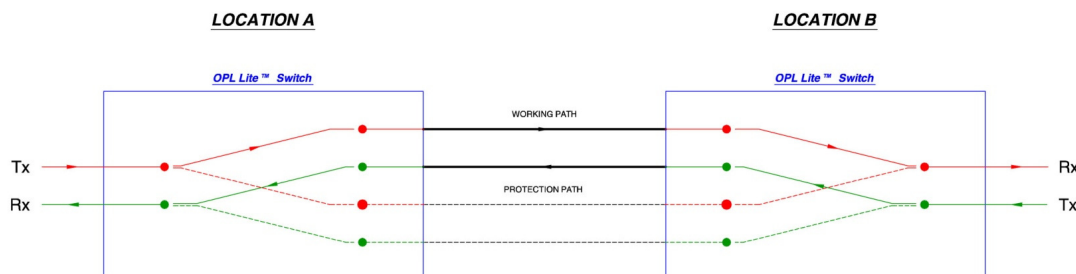 LOCATION A
LOCATION B
OPL Lite™ Switch
OPL Lite™ Switch
WORKING PATH
Tx
Rx
PROTECTION PATH
Rx
Tx